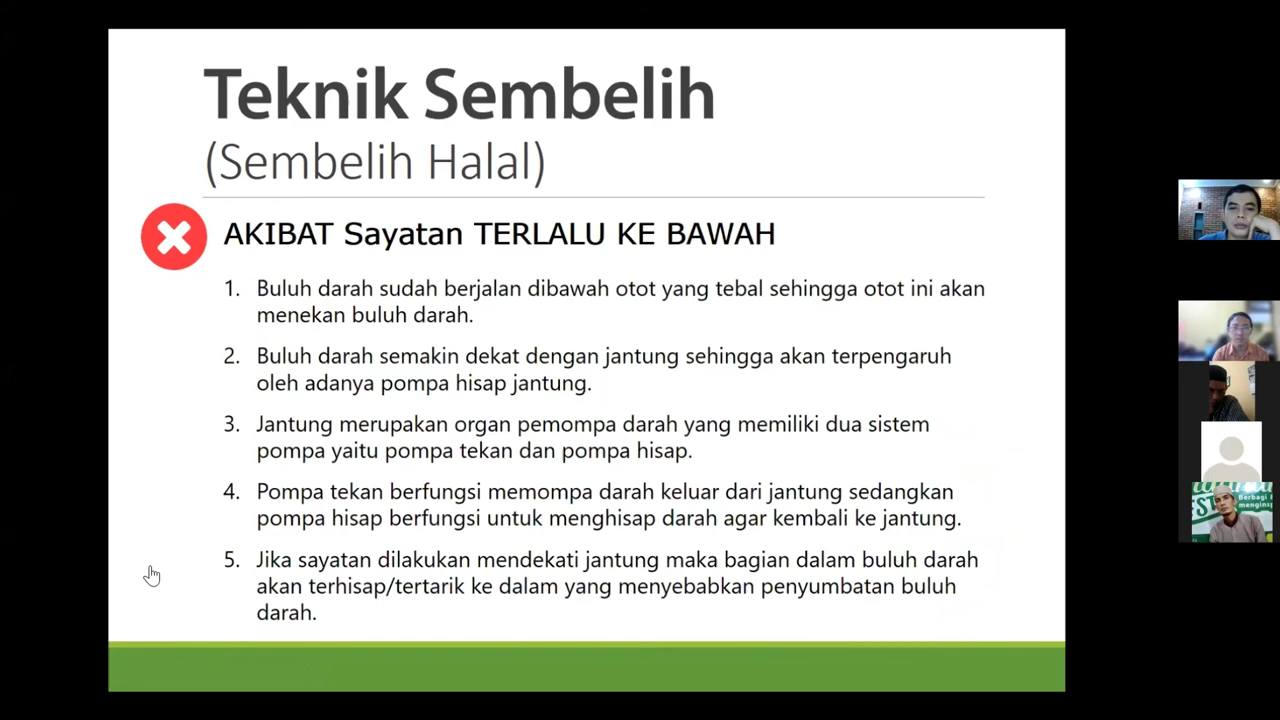 Teknik Sembelih
(Sembelih Halal)
AKIBAT Sayatan TERLALU KE BAWAH
1. Buluh darah sudah berjalan dibawah otot yang tebal sehingga otot ini akan
menekan buluh darah.
2. Buluh darah semakin dekat dengan jantung sehingga akan terpengaruh
oleh adanya pompa hisap jantung.
3. Jantung merupakan organ pemompa darah yang memiliki dua sistem
pompa yaitu pompa tekan dan pompa hisap.
4. Pompa tekan berfungsi memompa darah keluar dari jantung sedangkan
pompa hisap berfungsi untuk menghisap darah agar kembali ke jantung.
5. Jika sayatan dilakukan mendekati jantung maka bagian dalam buluh darah
akan terhisap/tertarik ke dalam yang menyebabkan penyumbatan buluh
darah.
Berbagi